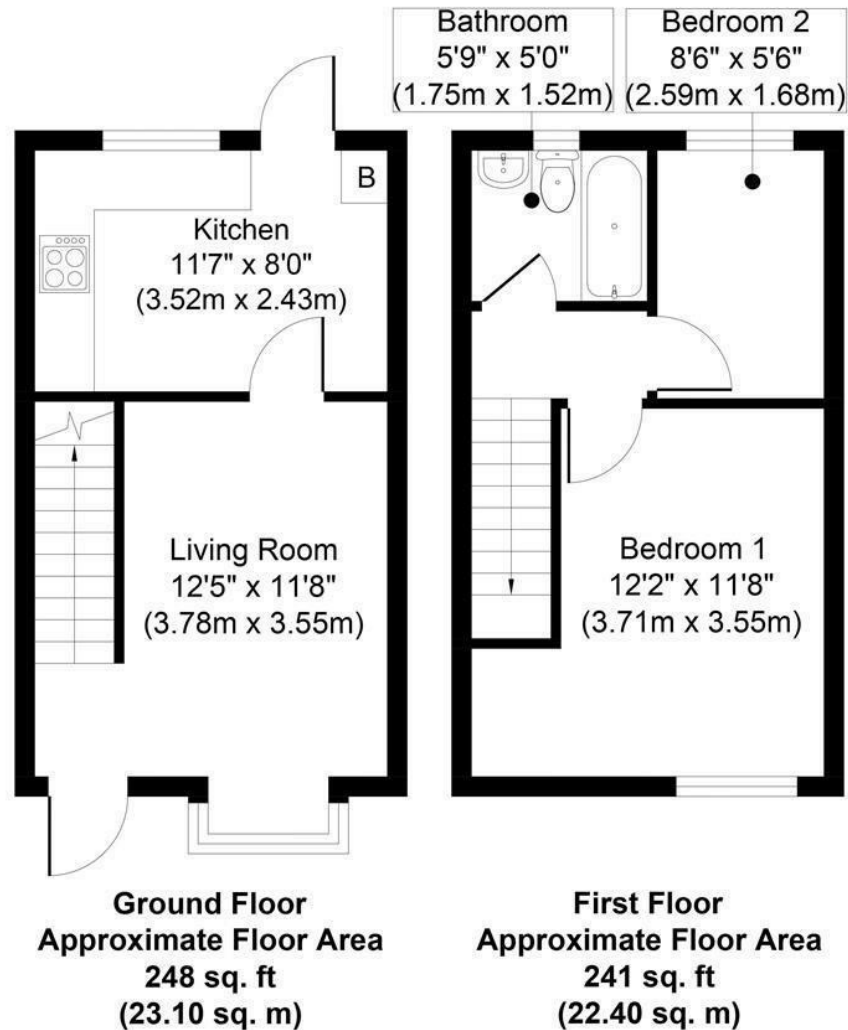 Bathroom
5'9" x 5'0"
(1.75m x 1.52m)
Bedroom 2
8'6" x 5'6"
(2.59m x 1.68m)
B
Kitchen
11'7" x 8'0"
(3.52m x 2.43m)
Living Room
12'5" x 11'8"
(3.78m x 3.55m)
Bedroom 1
12'2" x 11'8"
(3.71m x 3.55m)
Ground Floor
Approximate Floor Area
248 sq. ft
(23.10 sq. m)
First Floor
Approximate Floor Area
241 sq. ft
(22.40 sq. m)